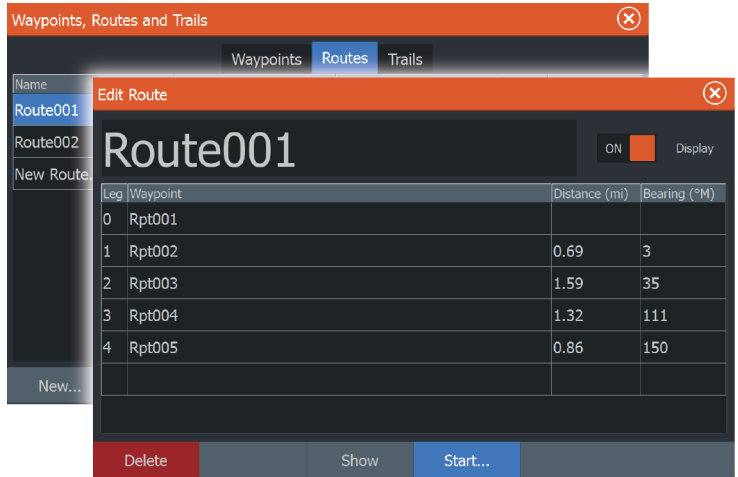 Waypoints, Routes and Trails
Waypoints Routes Trails
Name
Route001
Route002
New Route.
New...
Edit Route
Route001
ON Display
Leg Waypoint Distance (mi) Bearing (°M)
0 Rpt001
1 Rpt002 0.69 3
2 Rpt003 1.59 35
3 Rpt004 1.32 111
4 Rpt005 0.86 150
Delete Show Start...